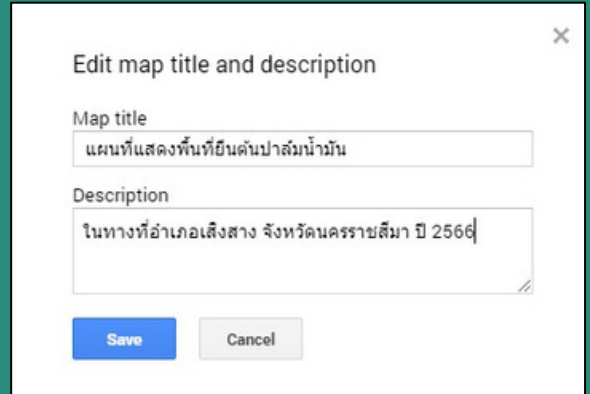 Edit map title and description
Map title
แผนที่แสดงพื้นที่ยืนต้นปาล์มน้ำมัน
Description
ในทางที่อำเภอเสิงสาง จังหวัดนครราชสีมา ปี 2566
Save Cancel